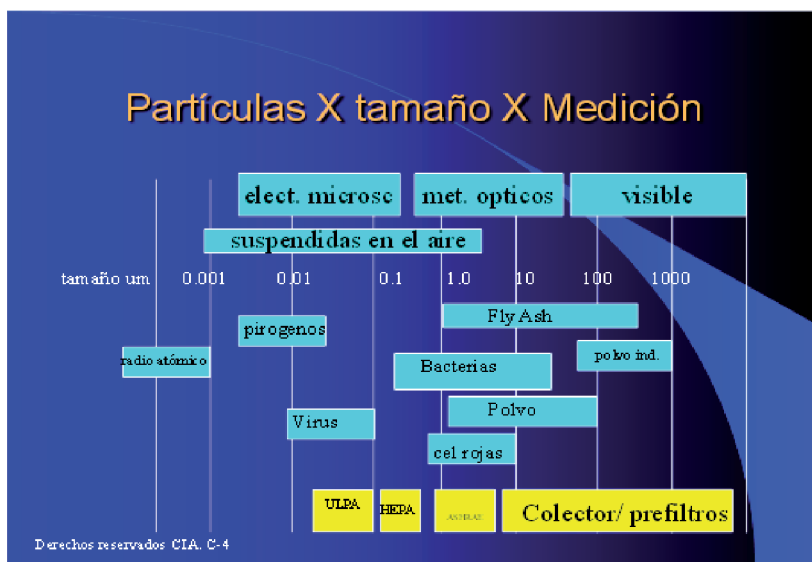 Partículas X tamaño X Medición
elect. microsc met. opticos visible
suspendidas en el aire
tamaño um 0.001 0.01 0.1 1.0 10 100 1000
Fly Ash
pirogenos
radio atómico
Bacterias
polvo ind.
Virus
Polvo
cel rojas
ULPA
HEPA
Colector/ prefiltros
Derechos reservados CIA. C-4